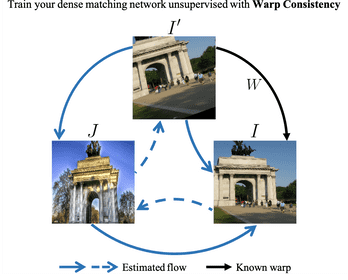 Train your dense matching network unsupervised with Warp Consistency
I'
W
J
I
Estimated flow
Known warp